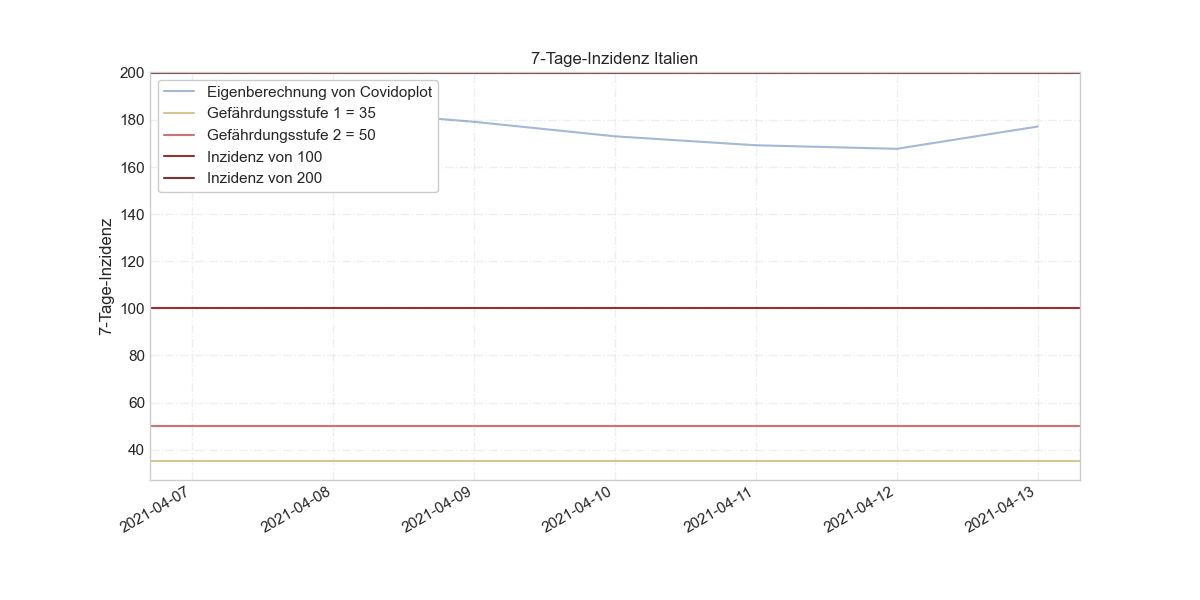 7-Tage-Inzidenz Italien
Eigenberechnung von Covidoplot
Gefährdungsstufe 1 = 35
Gefährdungsstufe 2 = 50
Inzidenz von 100
Inzidenz von 200
7-Tage-Inzidenz
200
180
160
140
120
100
80
60
40
2021-04-07
2021-04-08
2021-04-09
2021-04-10
2021-04-11
2021-04-12
2021-04-13